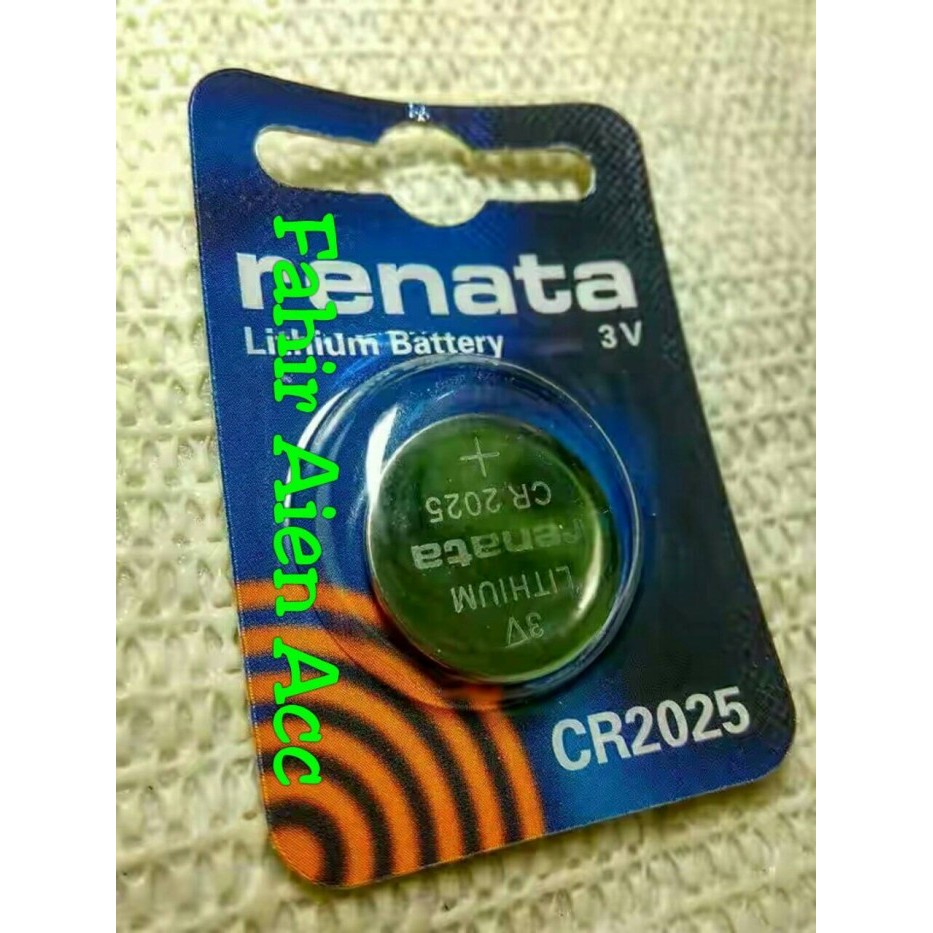 renata
Lithium Battery 3V
+
CR 2025
renata
LITHIUM
3V
CR2025
Fahir Aien Acc